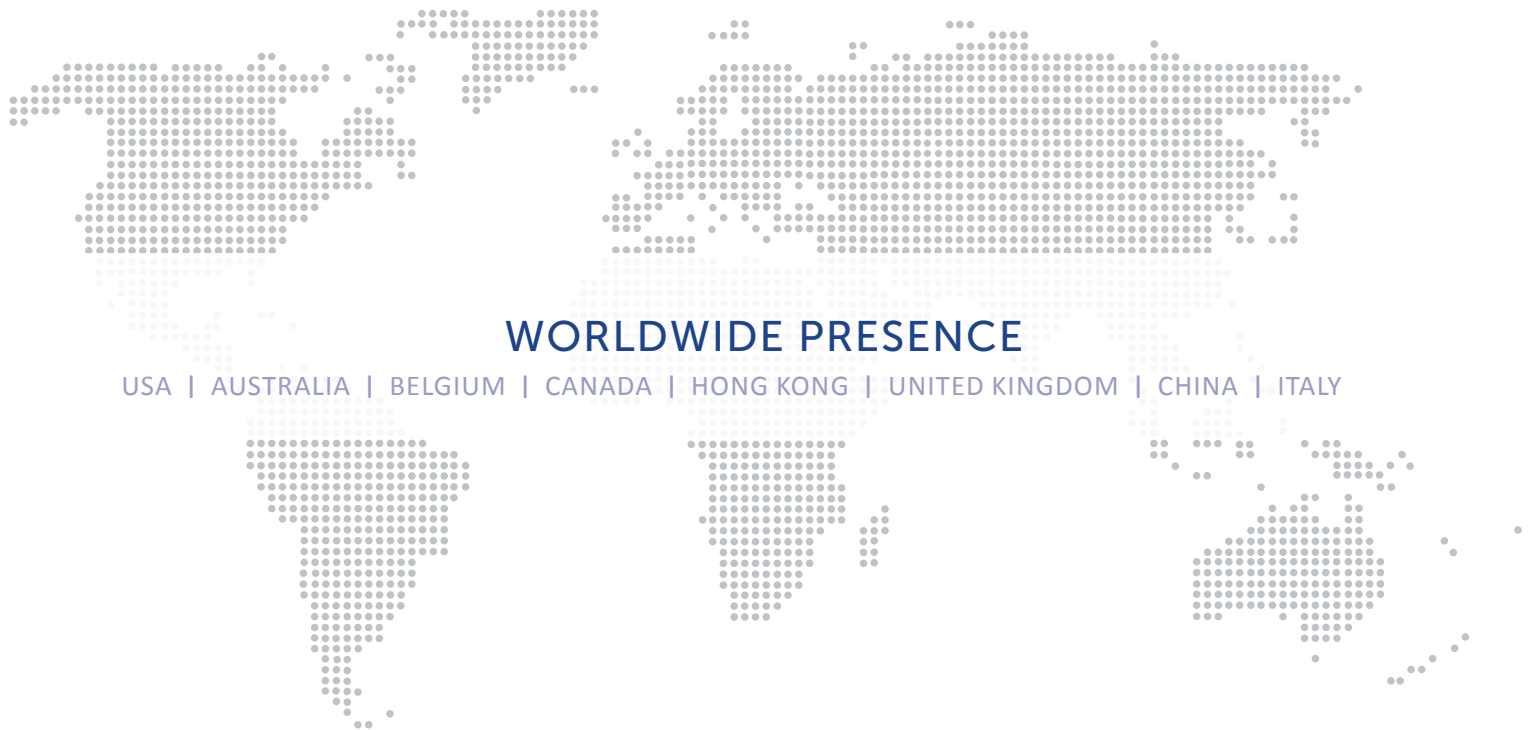 WORLDWIDE PRESENCE
USA | AUSTRALIA | BELGIUM | CANADA | HONG KONG | UNITED KINGDOM | CHINA | ITALY